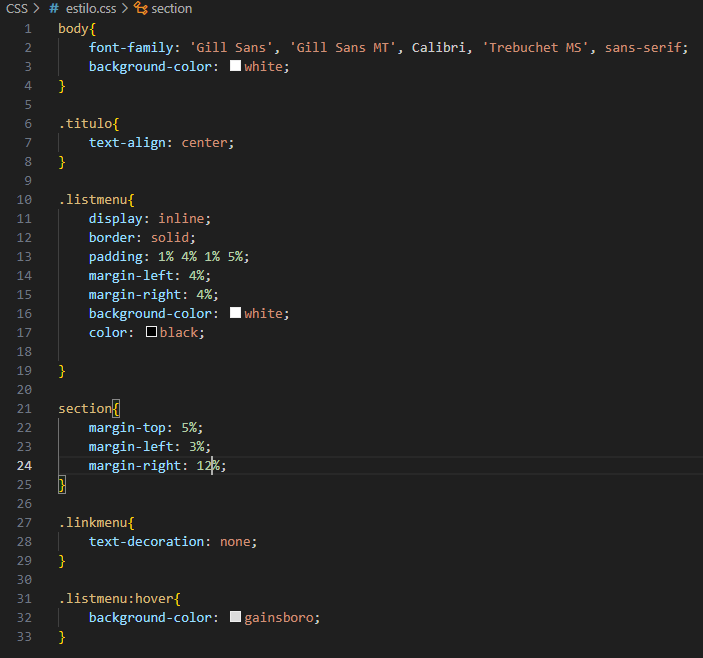 CSS > # estilo.css > section
1 body{
2 font-family: 'Gill Sans', 'Gill Sans MT', Calibri, 'Trebuchet MS', sans-serif;
3 background-color: white;
4 }
5
6 .titulo{
7 text-align: center;
8 }
9
10 .listmenu{
11 display: inline;
12 border: solid;
13 padding: 1% 4% 1% 5%;
14 margin-left: 4%;
15 margin-right: 4%;
16 background-color: white;
17 color: black;
18
19 }
20
21 section{
22 margin-top: 5%;
23 margin-left: 3%;
24 margin-right: 12%;
25 }
26
27 .linkmenu{
28 text-decoration: none;
29 }
30
31 .listmenu:hover{
32 background-color: gainsboro;
33 }